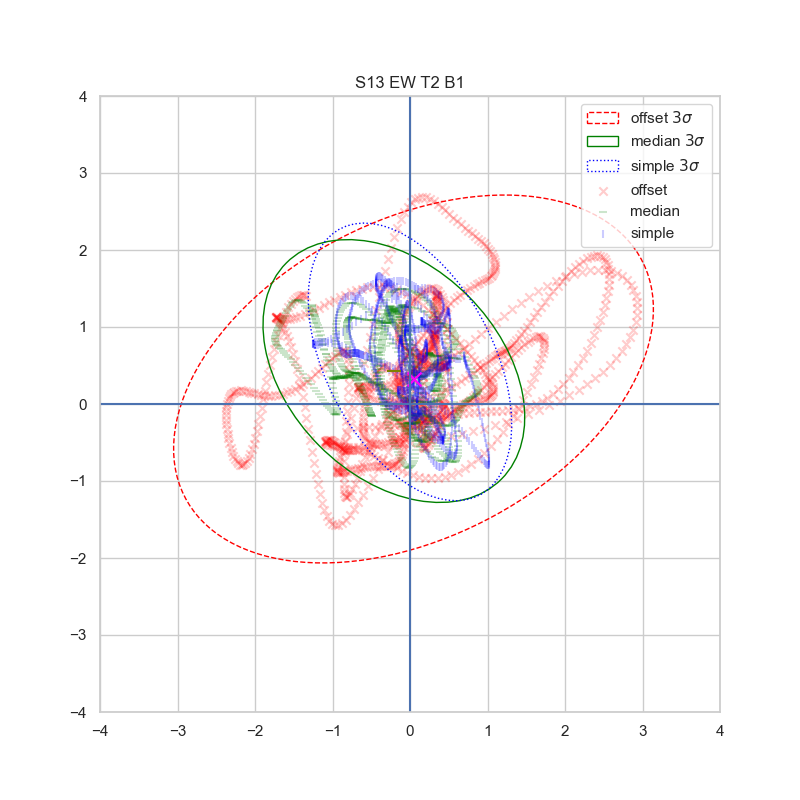 S13 EW T2 B1
offset 3σ
median 3σ
simple 3σ
offset
median
simple
4
3
2
1
0
−1
−2
−3
−4
−4 −3 −2 −1 0 1 2 3 4